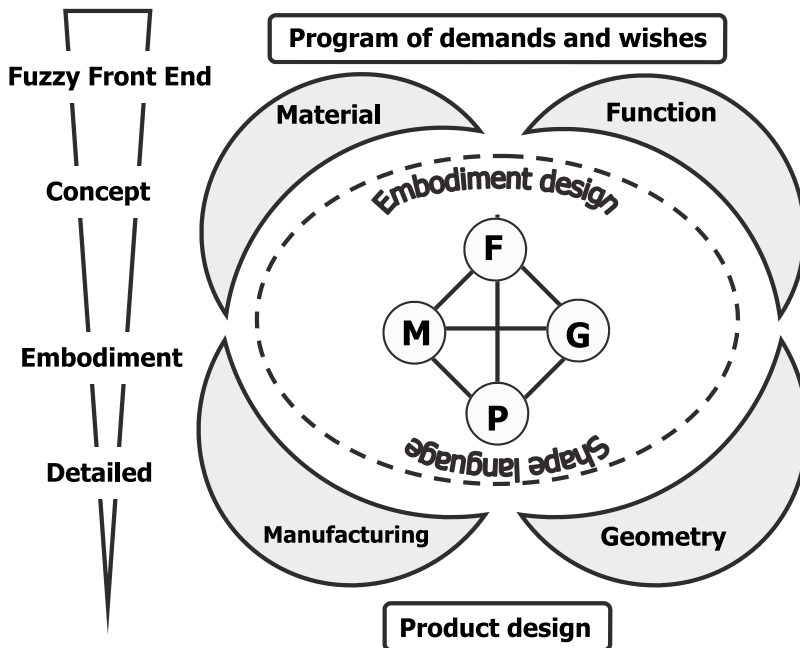 Program of demands and wishes
Fuzzy Front End
Concept
Embodiment
Detailed
Material
Function
Embodiment design
F
M
G
P
Shape language
Manufacturing
Geometry
Product design